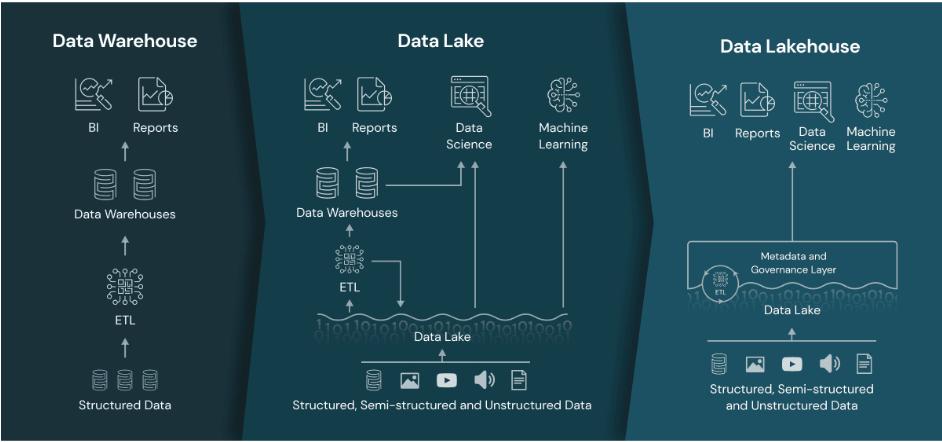 Data Warehouse
BI
Reports
Data Warehouses
ETL
Structured Data
Data Lake
BI
Reports
Data
Science
Machine
Learning
Data Warehouses
ETL
Data Lake
Structured, Semi-structured and Unstructured Data
Data Lakehouse
BI
Reports
Data
Science
Machine
Learning
Metadata and
Governance Layer
ETL
Data Lake
Structured, Semi-structured
and Unstructured Data